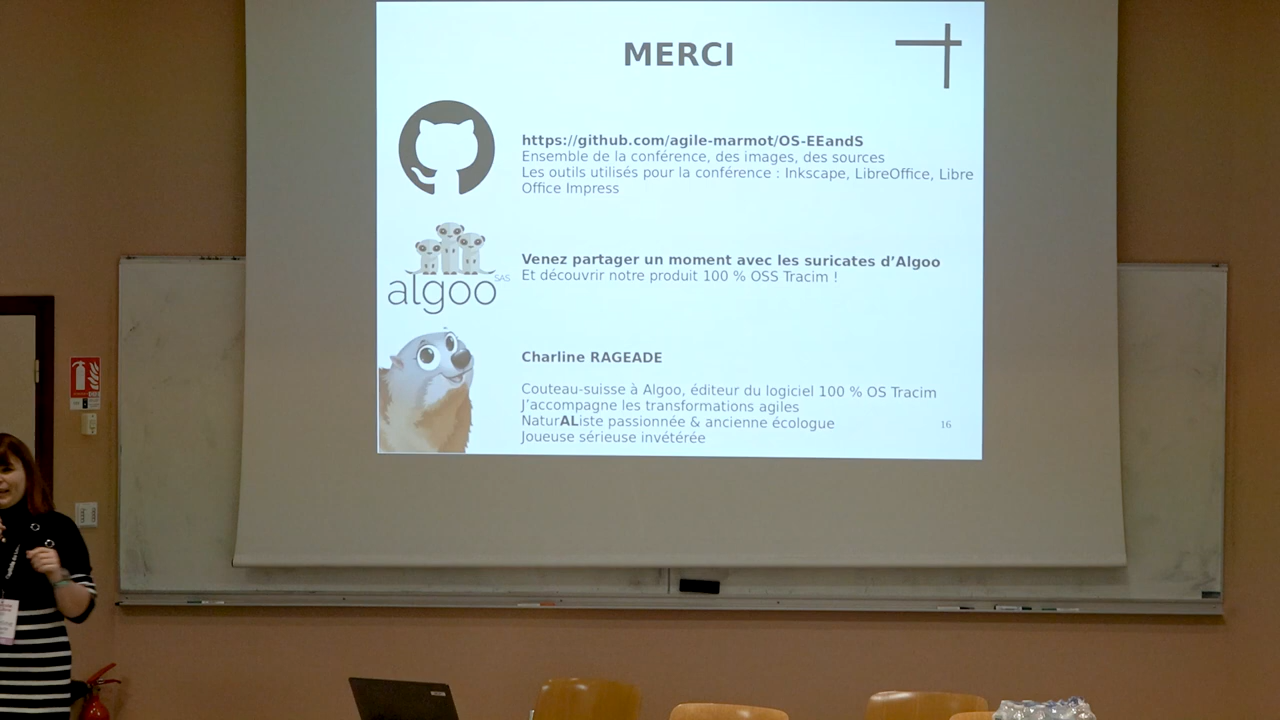 MERCI
https://github.com/agile-marmot/OS-EEandS
Ensemble de la conférence, des images, des sources
Les outils utilisés pour la conférence : Inkscape, LibreOffice, Libre
Office Impress
algoo SAS
Venez partager un moment avec les suricates d’Algoo
Et découvrir notre produit 100 % OSS Tracim !
Charline RAGEADE
Couteau-suisse à Algoo, éditeur du logiciel 100 % OS Tracim
J’accompagne les transformations agiles
NaturAListe passionnée & ancienne écologue
Joueuse sérieuse invétérée
16